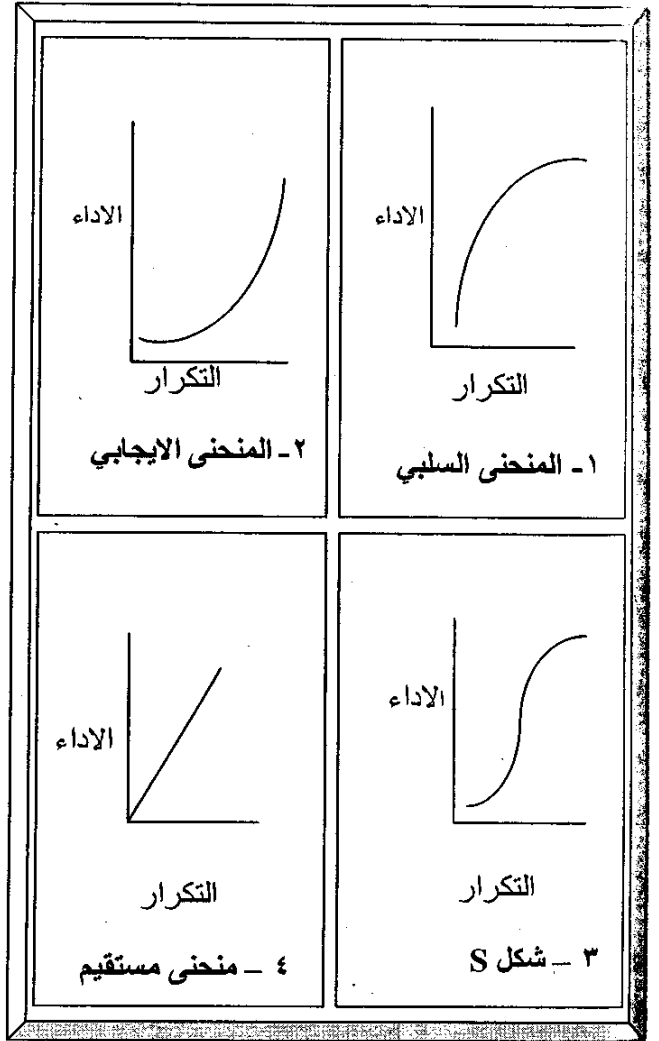 الاداء
التكرار
١ - المنحنى السلبي
الاداء
التكرار
٢ - المنحنى الايجابي
الاداء
التكرار
٣ – شكل S
الاداء
التكرار
٤ – منحنى مستقيم